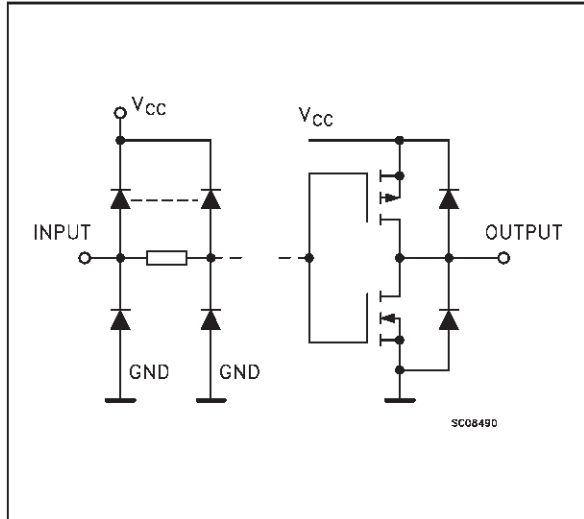 VCC
VCC
INPUT
OUTPUT
GND
GND
SC08490